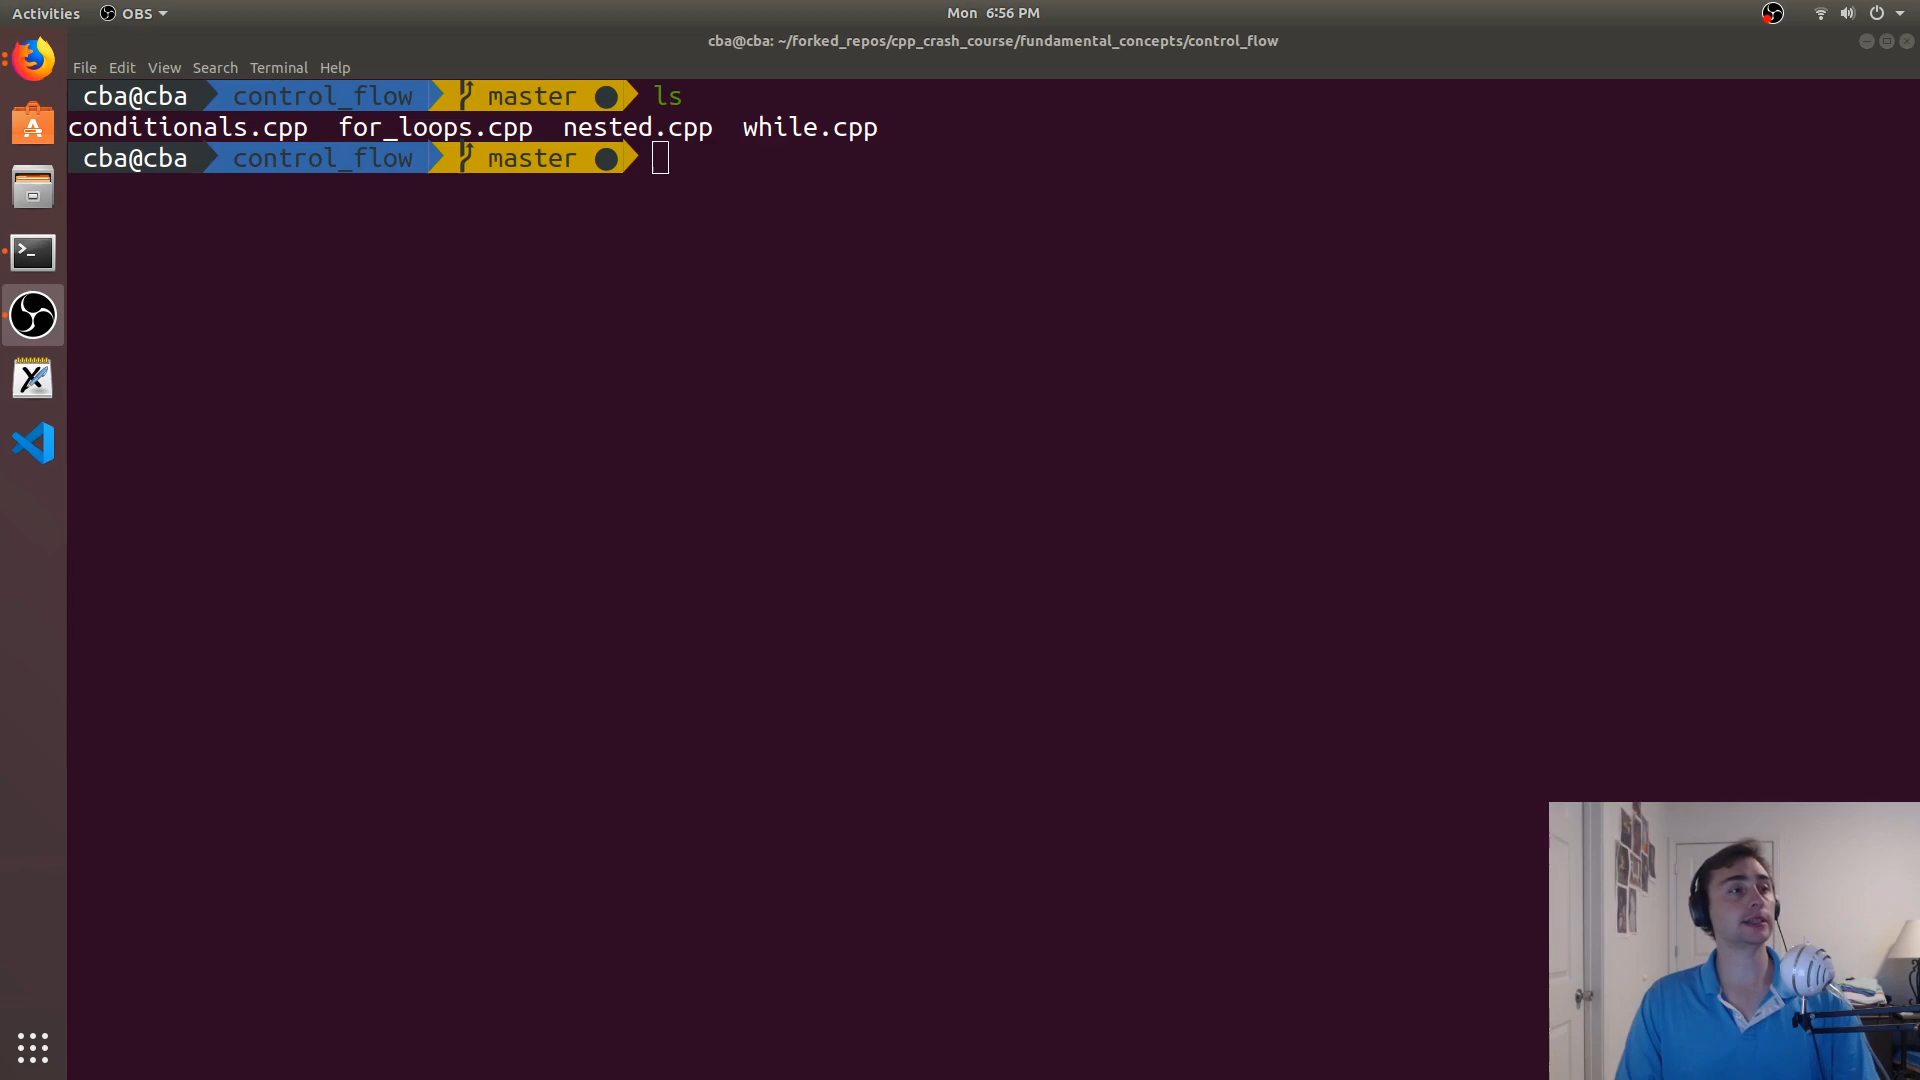 Activities OBS Mon 6:56 PM
cba@cba: ~/forked_repos/cpp_crash_course/fundamental_concepts/control_flow
File Edit View Search Terminal Help
cba@cba control_flow master ● ls
conditionals.cpp for_loops.cpp nested.cpp while.cpp
cba@cba control_flow master ●